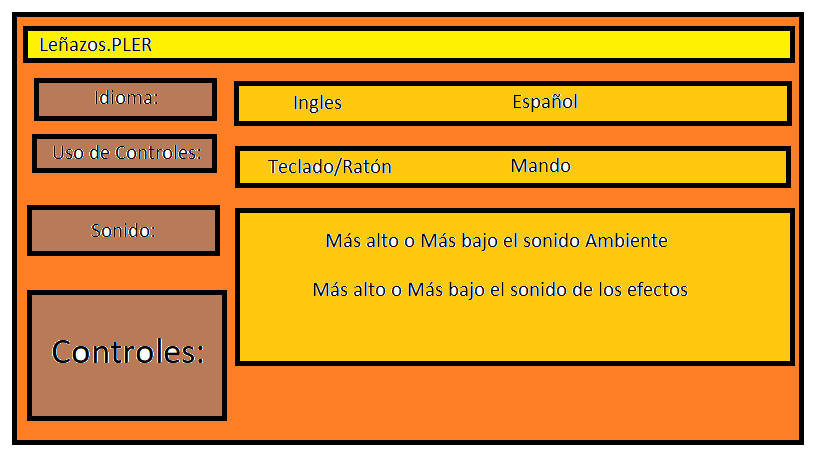 Leñazos.PLER
Idioma:
Ingles Español
Uso de Controles:
Teclado/Ratón Mando
Sonido:
Más alto o Más bajo el sonido Ambiente
Más alto o Más bajo el sonido de los efectos
Controles: